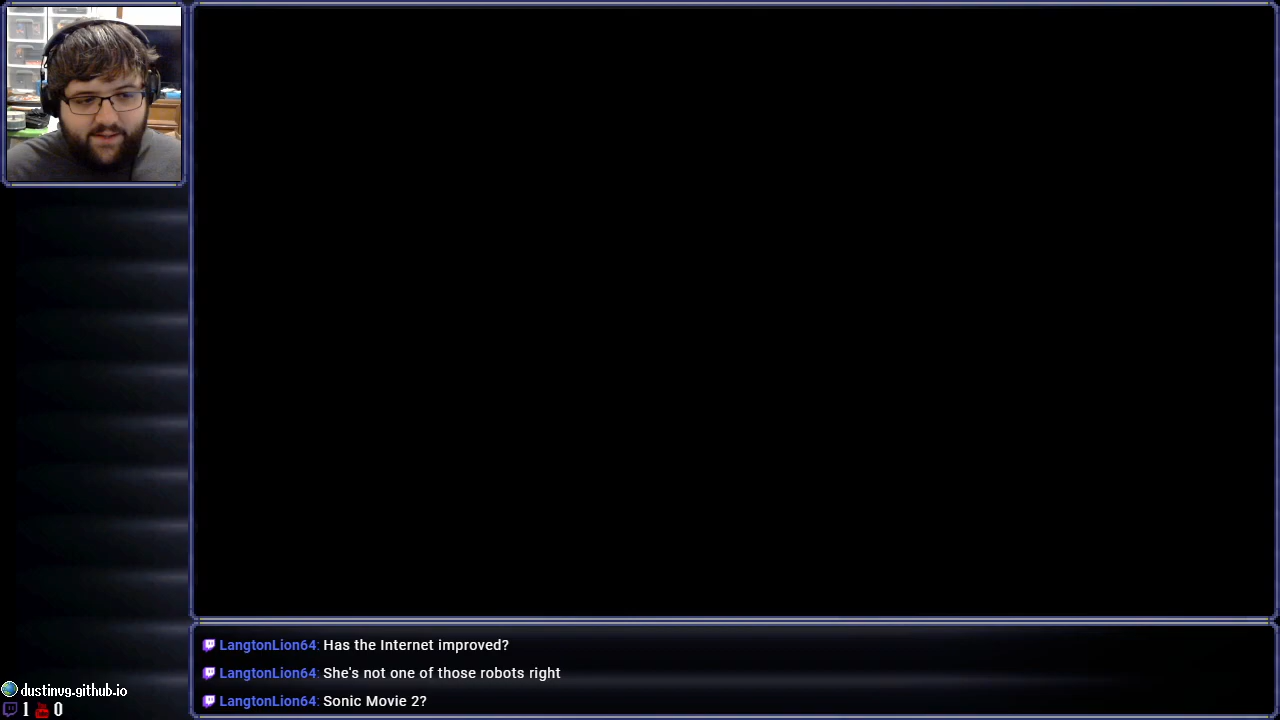 LangtonLion64: Has the Internet improved?
LangtonLion64: She's not one of those robots right
LangtonLion64: Sonic Movie 2?
dustinvg.github.io
1 0